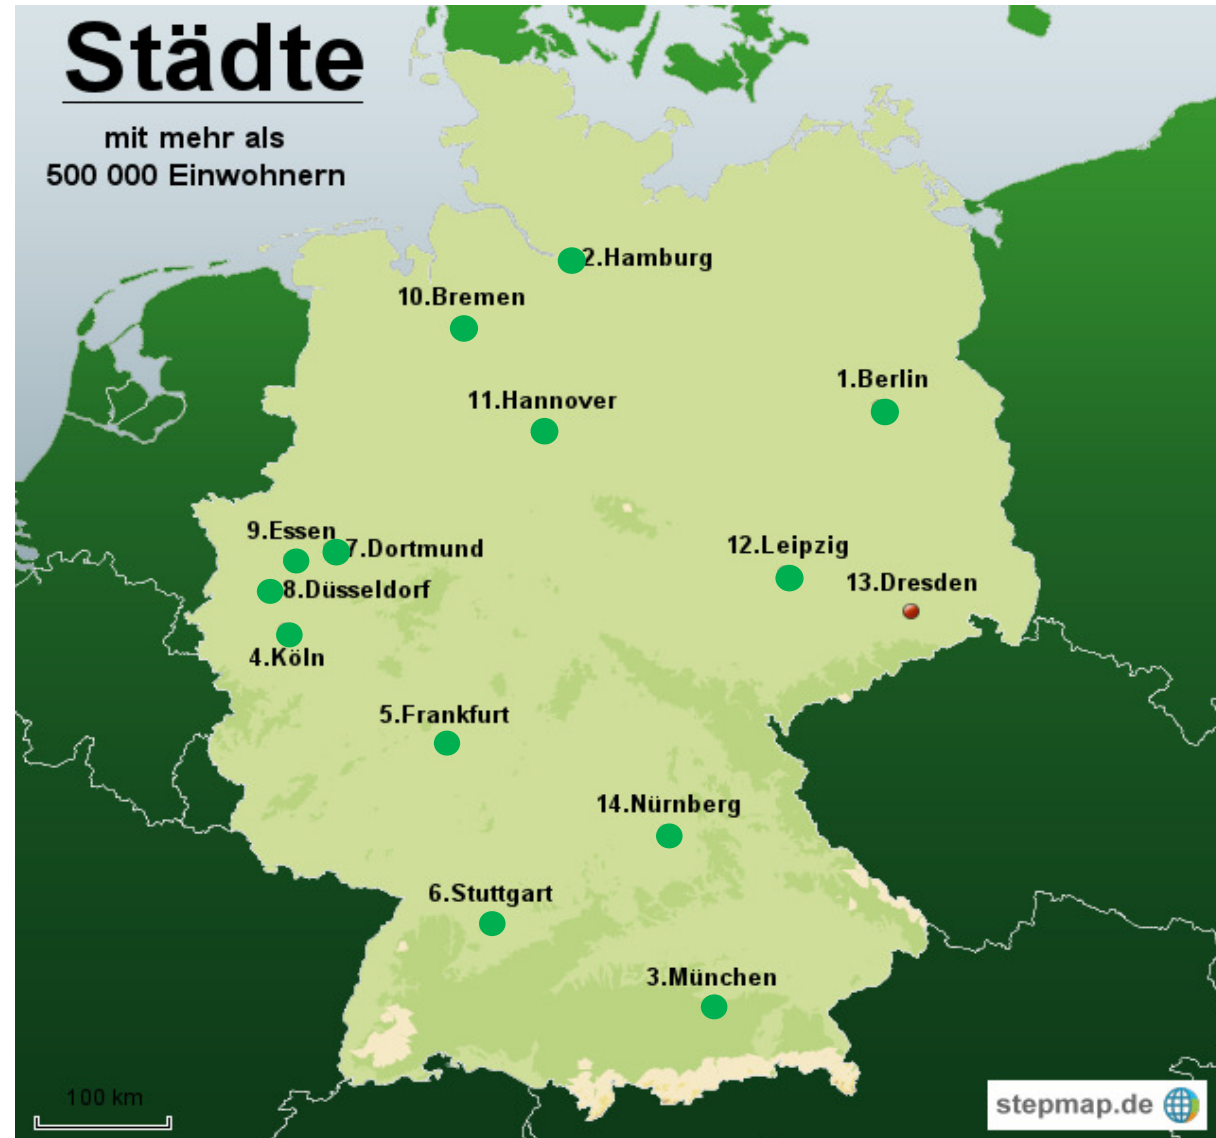 Städte
mit mehr als
500 000 Einwohnern
2.Hamburg
10.Bremen
1.Berlin
11.Hannover
9.Essen
7.Dortmund
12.Leipzig
13.Dresden
8.Düsseldorf
4.Köln
5.Frankfurt
14.Nürnberg
6.Stuttgart
3.München
100 km
stepmap.de